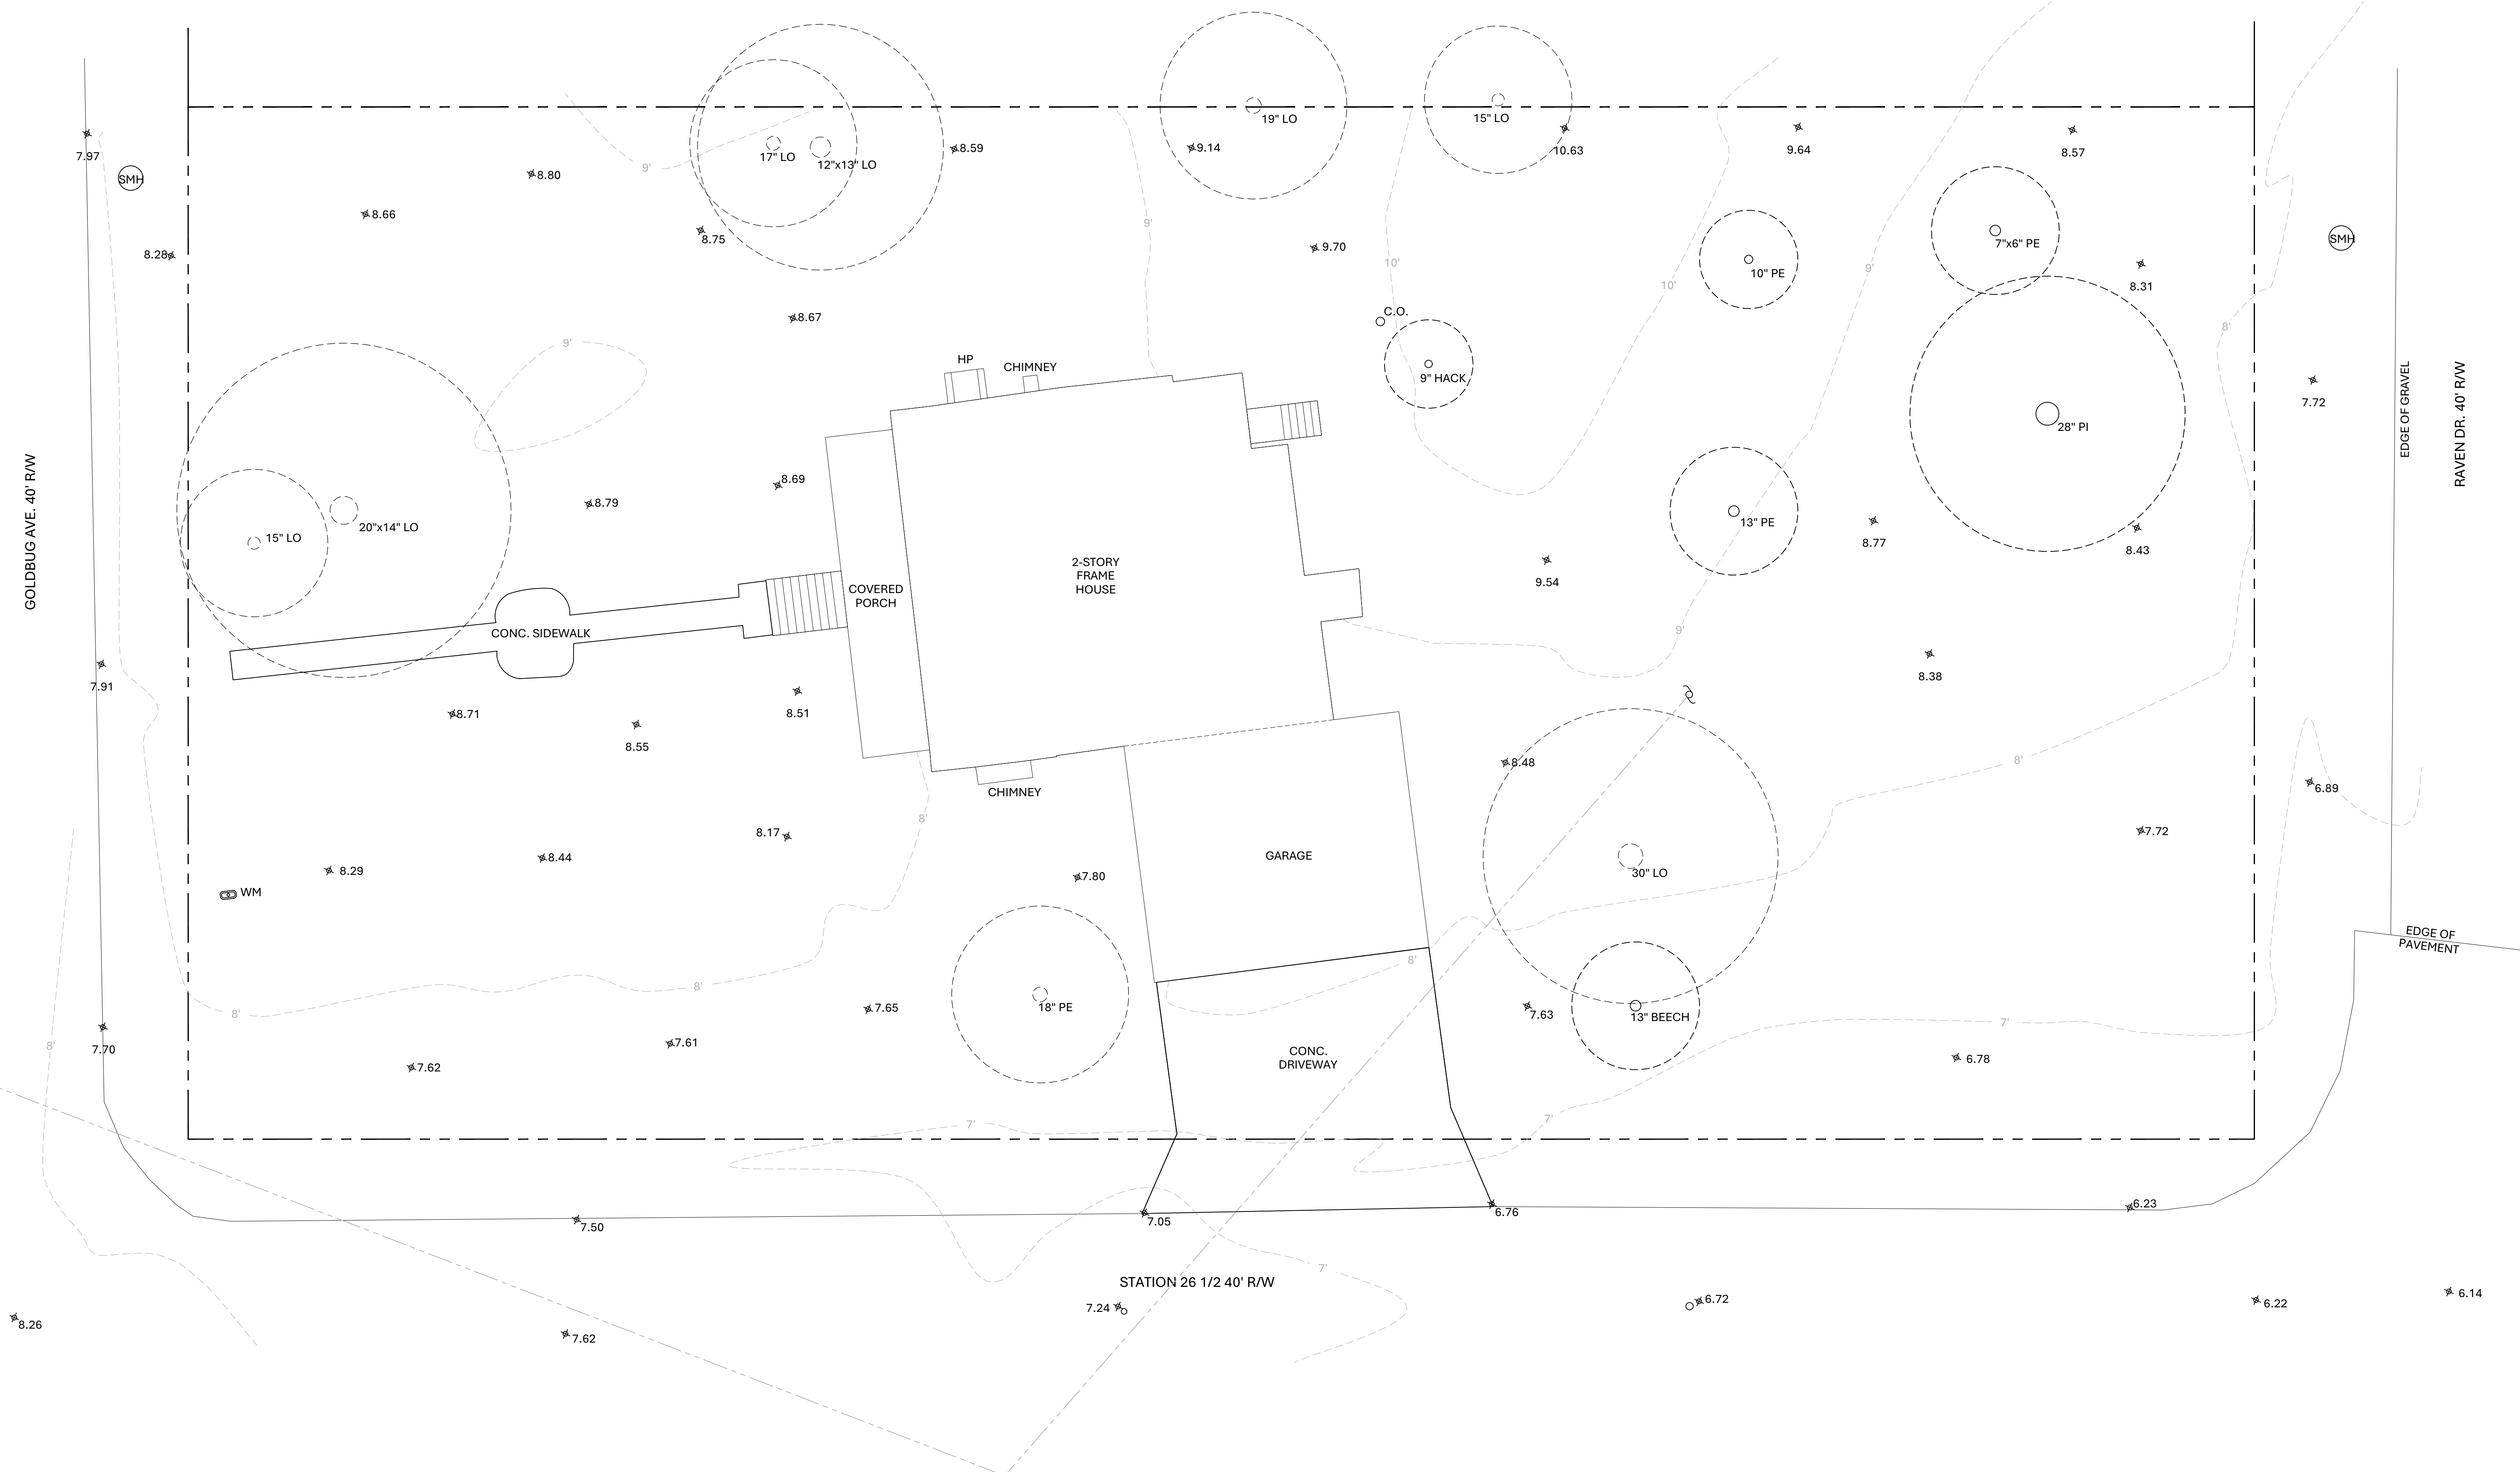 19" LO
15" LO
7.97
17" LO
12"x13" LO
8.59
9.14
10.63
9.64
8.57
SMH
9'
8.80
8.66
8.75
9'
9.70
10'
10'
9'
10" PE
7"x6" PE
SMH
8.28
8.31
8.67
C.O.
8'
9'
HP
CHIMNEY
9" HACK
7.72
28" PI
EDGE OF GRAVEL
RAVEN DR. 40' R/W
GOLDBUG AVE. 40' R/W
8.69
8.79
20"x14" LO
15" LO
13" PE
8.77
8.43
2-STORY
FRAME
HOUSE
COVERED
PORCH
9.54
CONC. SIDEWALK
9'
7.91
8.71
8.55
8.51
8.38
8.48
8'
CHIMNEY
6.89
8'
8.17
7.72
8.29
8.44
GARAGE
7.80
30" LO
WM
EDGE OF
PAVEMENT
8'
8'
8'
7.65
18" PE
7.63
13" BEECH
7'
8'
7.70
7.61
7.62
CONC.
DRIVEWAY
6.78
7'
7'
7.50
7.05
6.76
6.23
7'
STATION 26 1/2 40' R/W
8.26
7.62
7.24
6.72
6.22
6.14